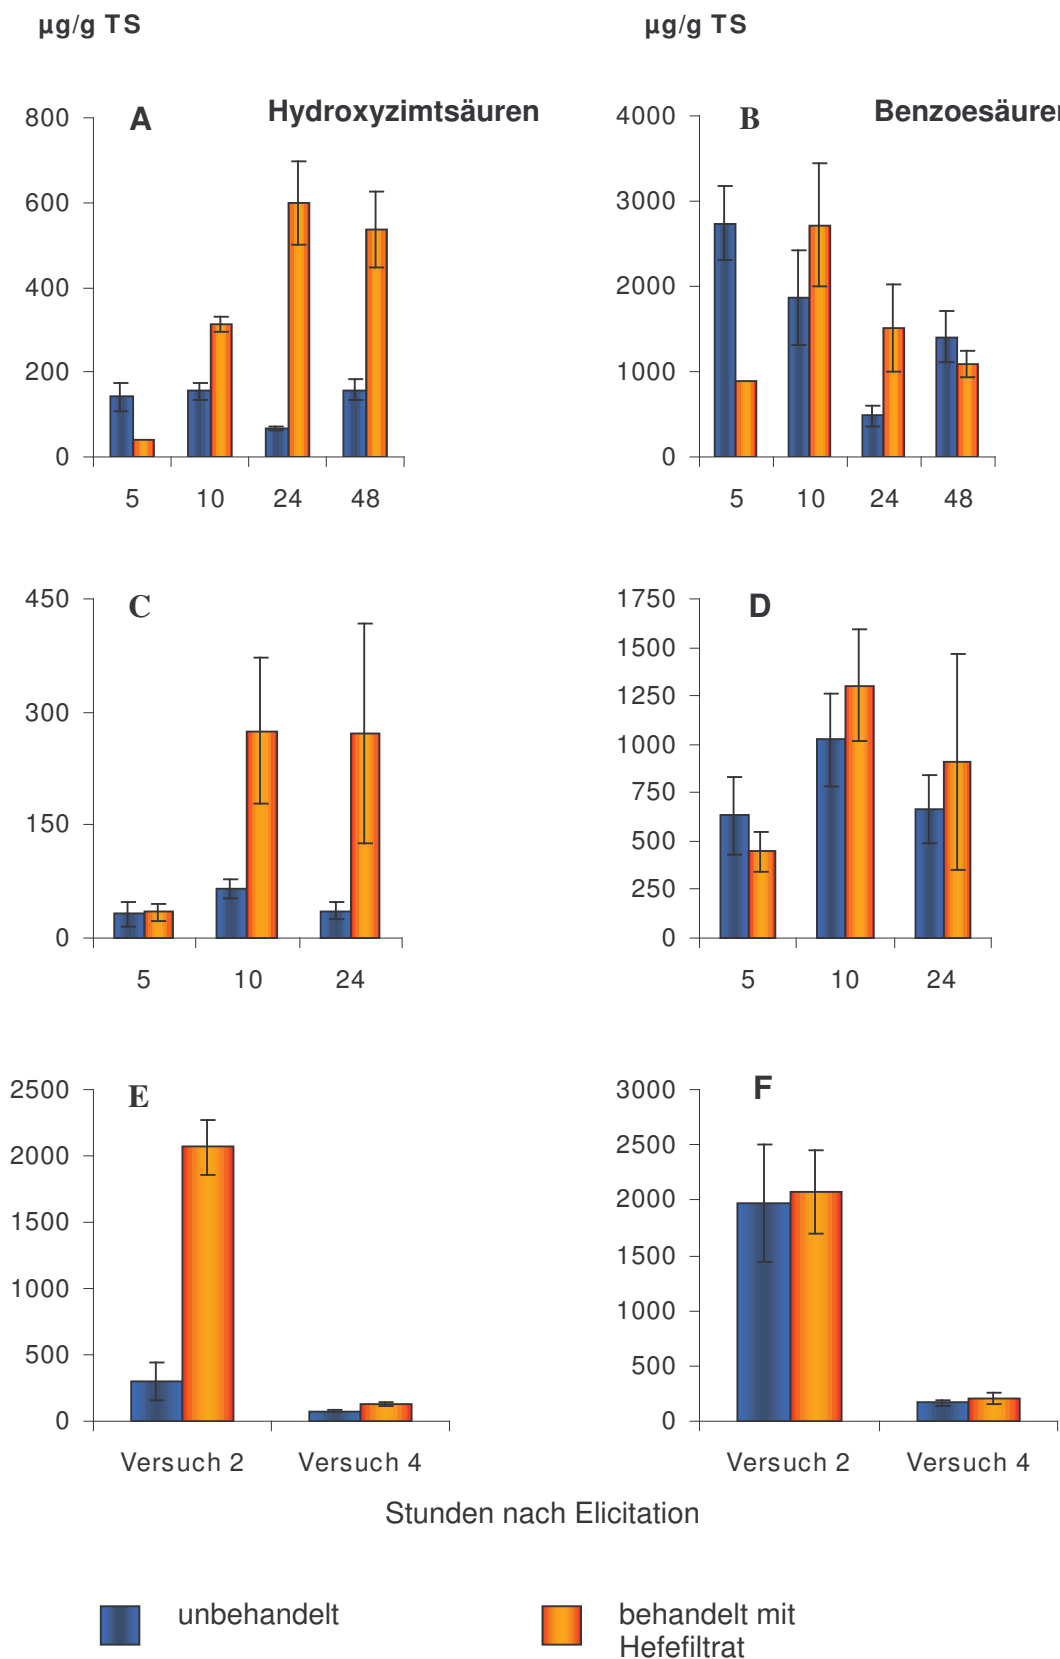 µg/g TS
µg/g TS
A
Hydroxyzimtsäuren
800
600
400
200
0
5 10 24 48
B
Benzoesäuren
4000
3000
2000
1000
0
5 10 24 48
C
450
300
150
0
5 10 24
D
1750
1500
1250
1000
750
500
250
0
5 10 24
E
2500
2000
1500
1000
500
0
Versuch 2 Versuch 4
F
3000
2500
2000
1500
1000
500
0
Versuch 2 Versuch 4
Stunden nach Elicitation
unbehandelt
behandelt mit
Hefefiltrat